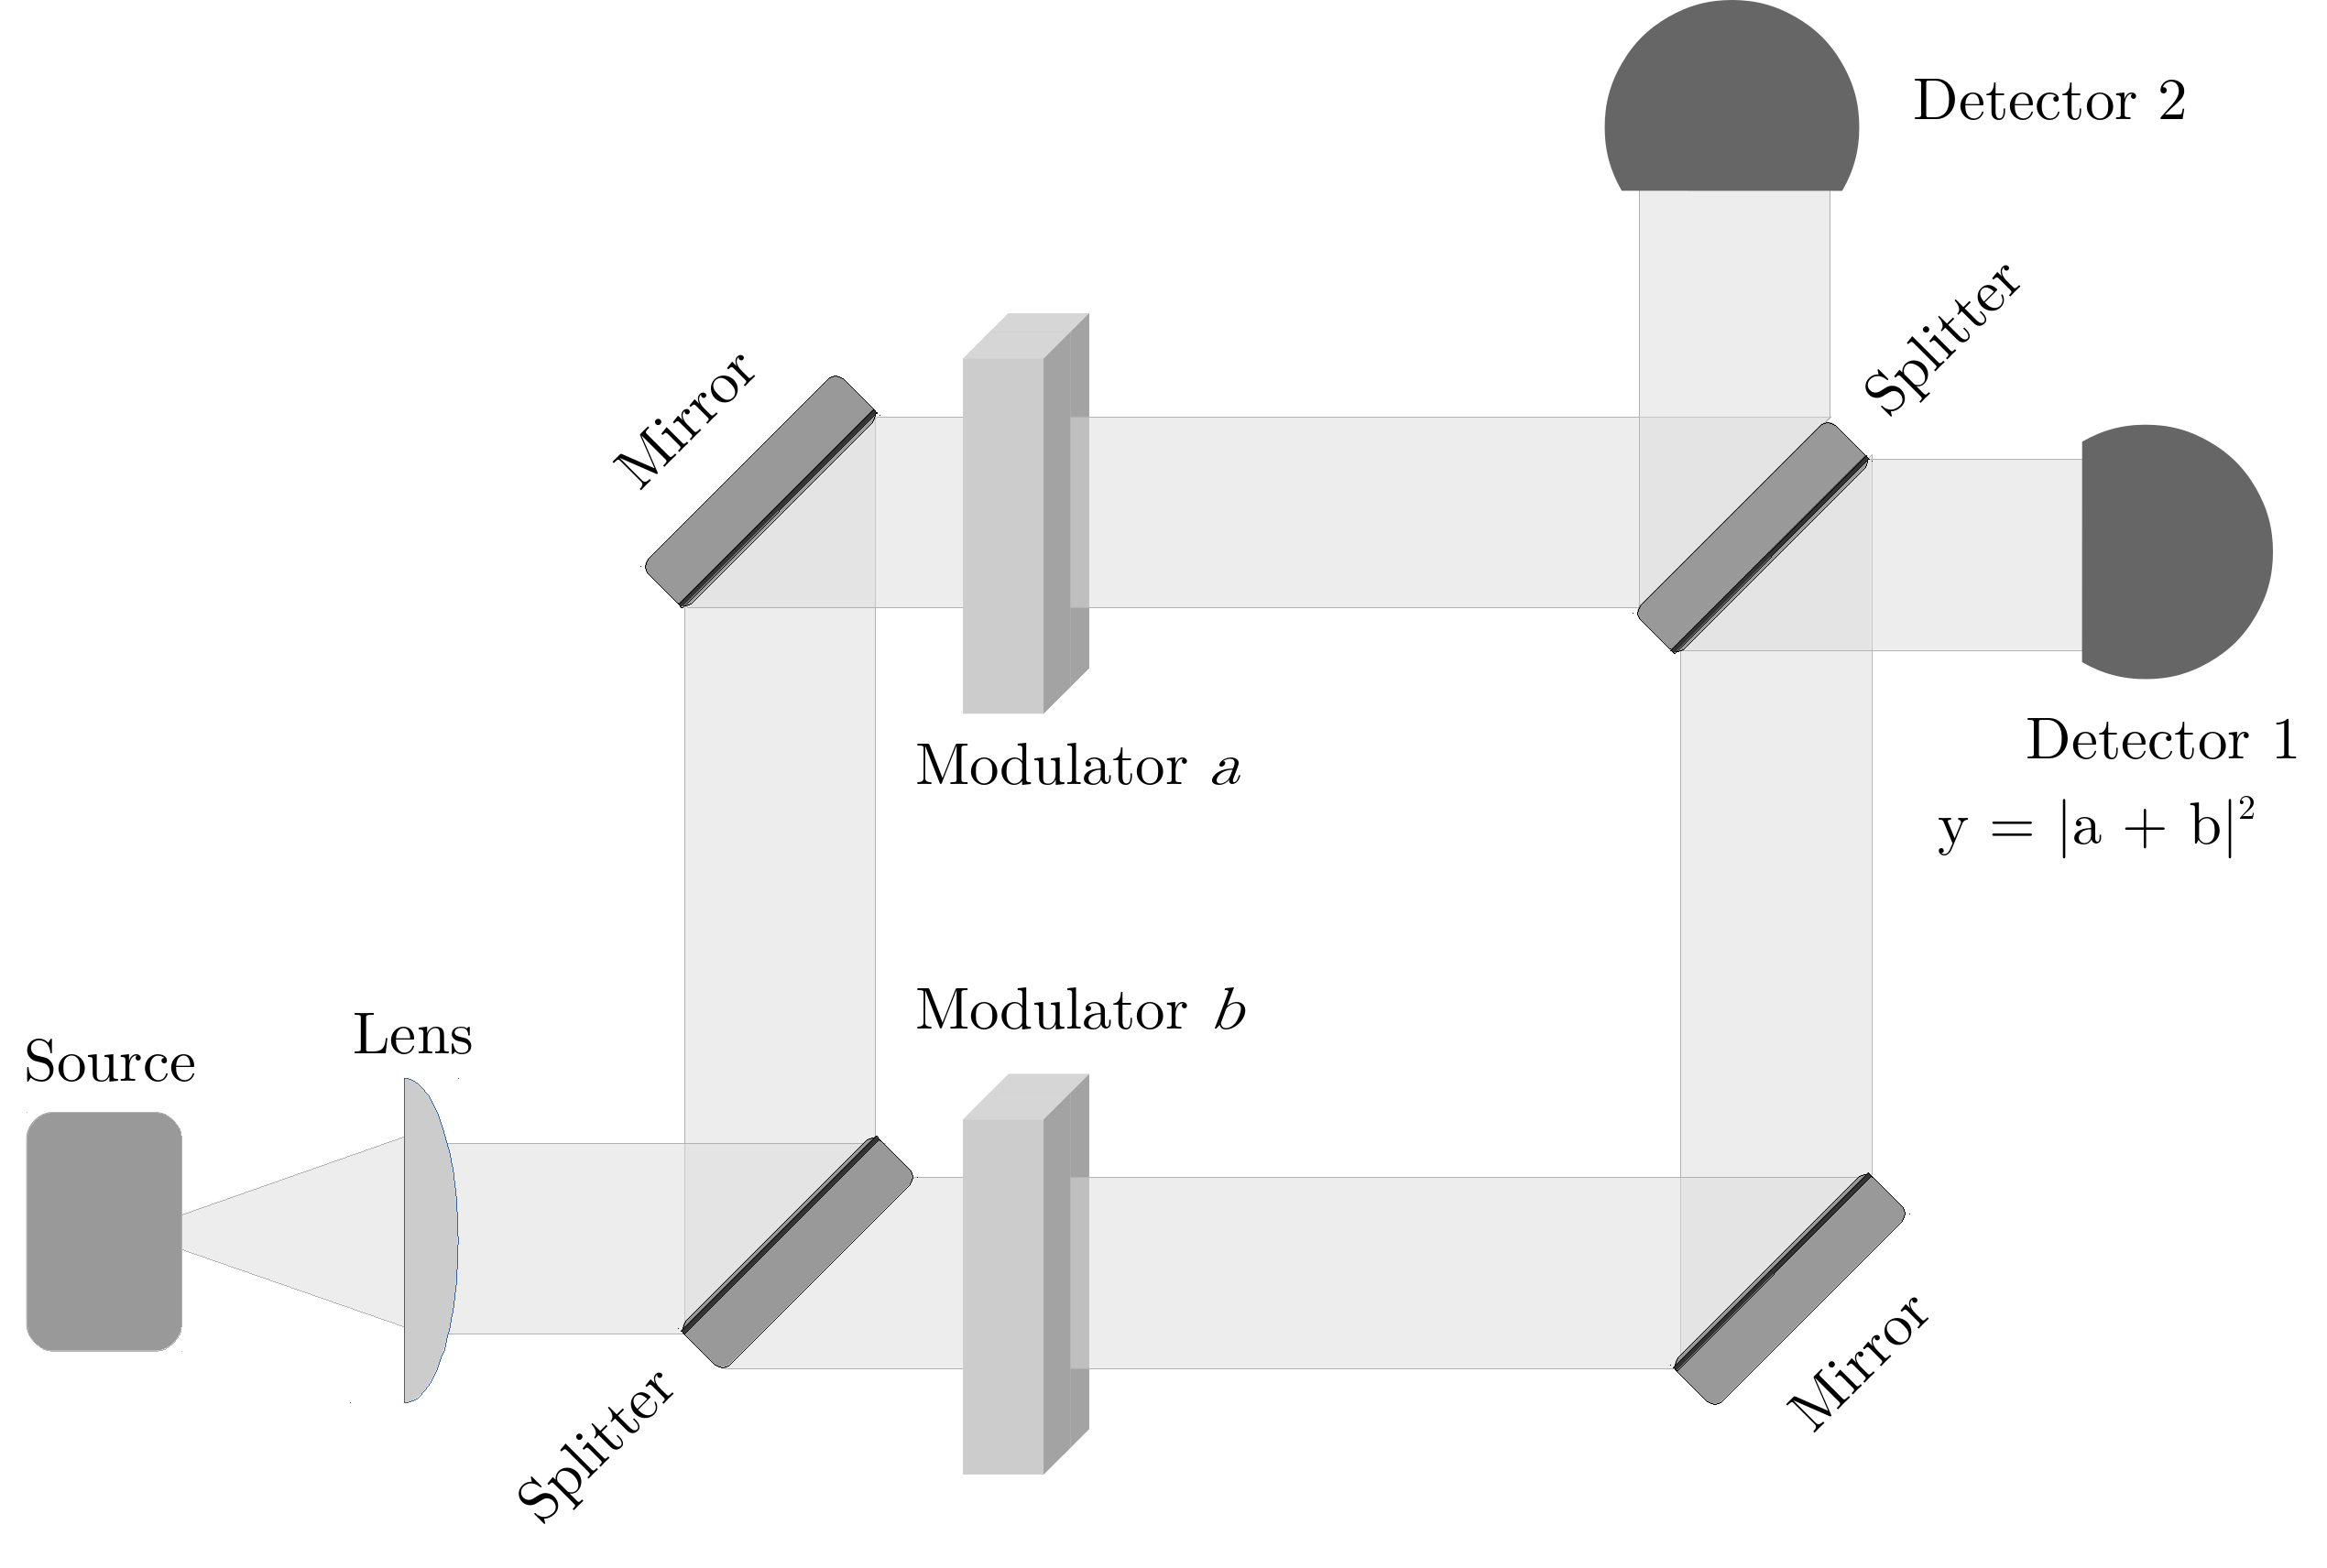 Detector 2
Splitter
Mirror
Detector 1
y = |a + b|²
Modulator a
Modulator b
Lens
Source
Mirror
Splitter